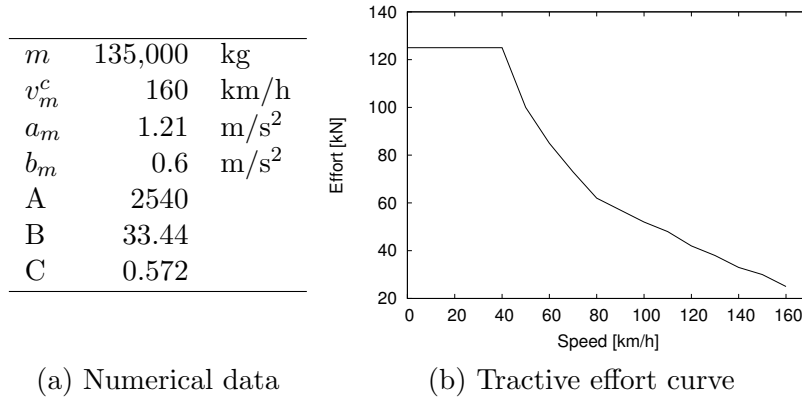 m 135,000 kg
v_m^c 160 km/h
a_m 1.21 m/s²
b_m 0.6 m/s²
A 2540
B 33.44
C 0.572
(a) Numerical data
140
120
100
80
60
40
20
Effort [kN]
0 20 40 60 80 100 120 140 160
Speed [km/h]
(b) Tractive effort curve